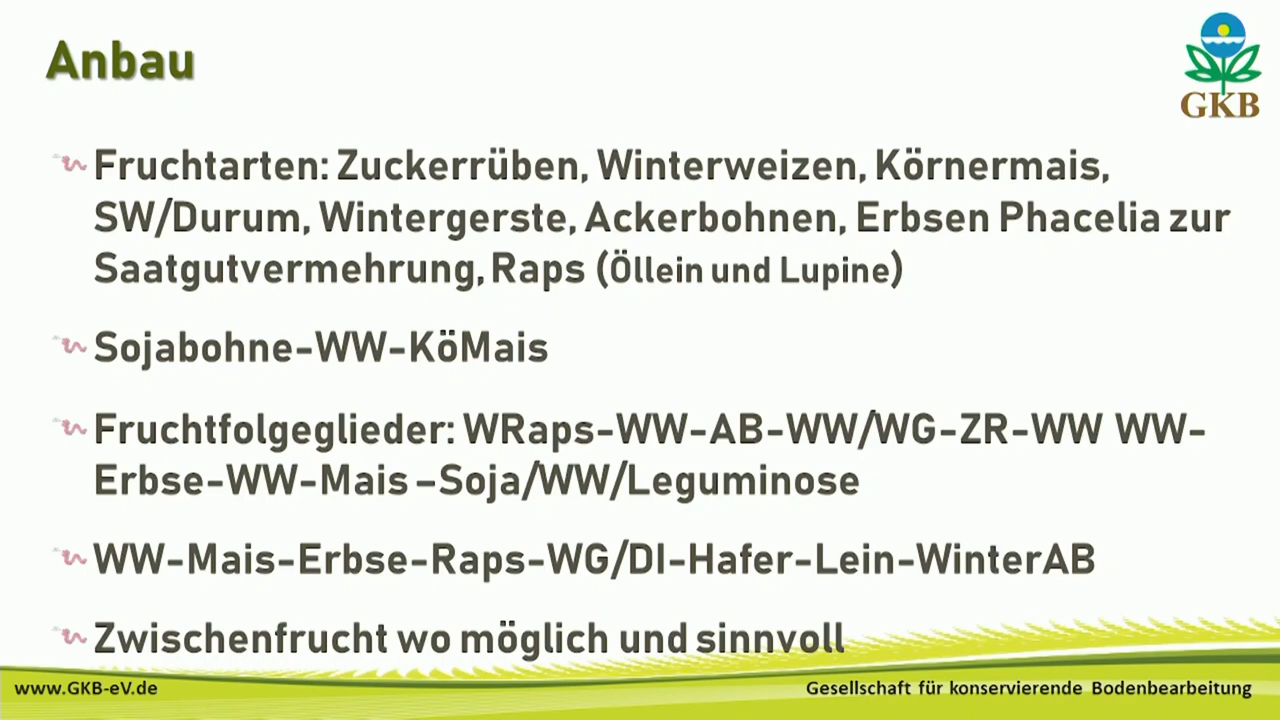 Anbau
GKB
Fruchtarten: Zuckerrüben, Winterweizen, Körnermais,
SW/Durum, Wintergerste, Ackerbohnen, Erbsen Phacelia zur
Saatgutvermehrung, Raps (Öllein und Lupine)
Sojabohne-WW-KöMais
Fruchtfolgeglieder: WRaps-WW-AB-WW/WG-ZR-WW WW-
Erbse-WW-Mais –Soja/WW/Leguminose
WW-Mais-Erbse-Raps-WG/DI-Hafer-Lein-WinterAB
Zwischenfrucht wo möglich und sinnvoll
www.GKB-eV.de
Gesellschaft für konservierende Bodenbearbeitung